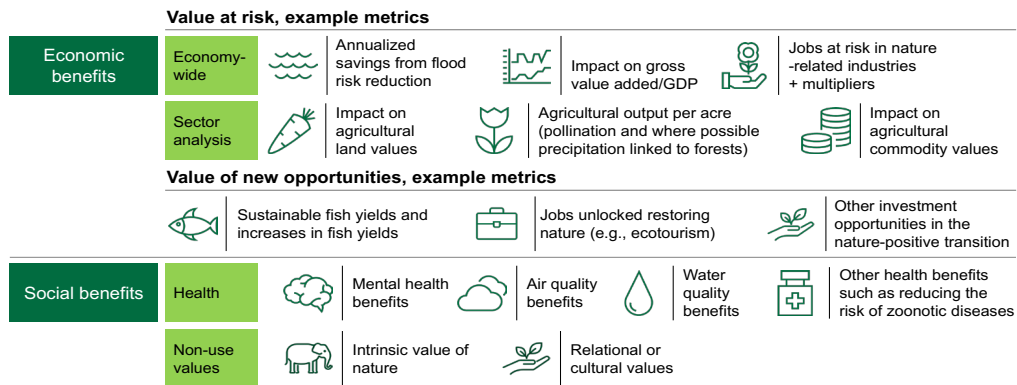 Value at risk, example metrics
Economic
benefits
Economy-
wide
Annualized
savings from flood
risk reduction
Impact on gross
value added/GDP
Jobs at risk in nature
-related industries
+ multipliers
Sector
analysis
Impact on
agricultural
land values
Agricultural output per acre
(pollination and where possible
precipitation linked to forests)
Impact on
agricultural
commodity values
Value of new opportunities, example metrics
Sustainable fish yields and
increases in fish yields
Jobs unlocked restoring
nature (e.g., ecotourism)
Other investment
opportunities in the
nature-positive transition
Social benefits
Health
Mental health
benefits
Air quality
benefits
Water
quality
benefits
Other health benefits
such as reducing the
risk of zoonotic diseases
Non-use
values
Intrinsic value of
nature
Relational or
cultural values